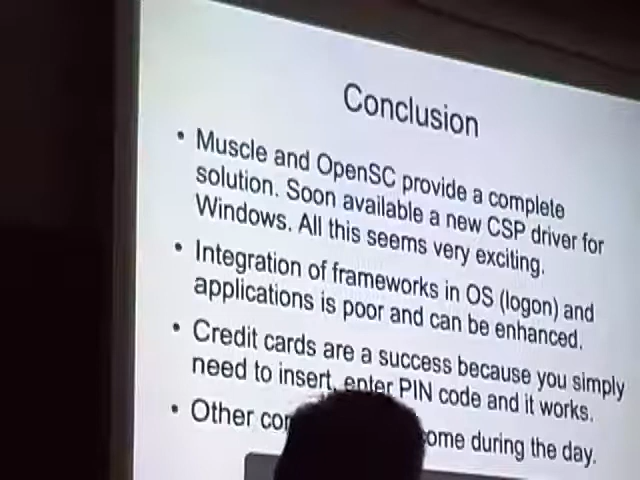 Conclusion
• Muscle and OpenSC provide a complete
solution. Soon available a new CSP driver for
Windows. All this seems very exciting.
• Integration of frameworks in OS (logon) and
applications is poor and can be enhanced.
• Credit cards are a success because you simply
need to insert, enter PIN code and it works.
• Other during the day.